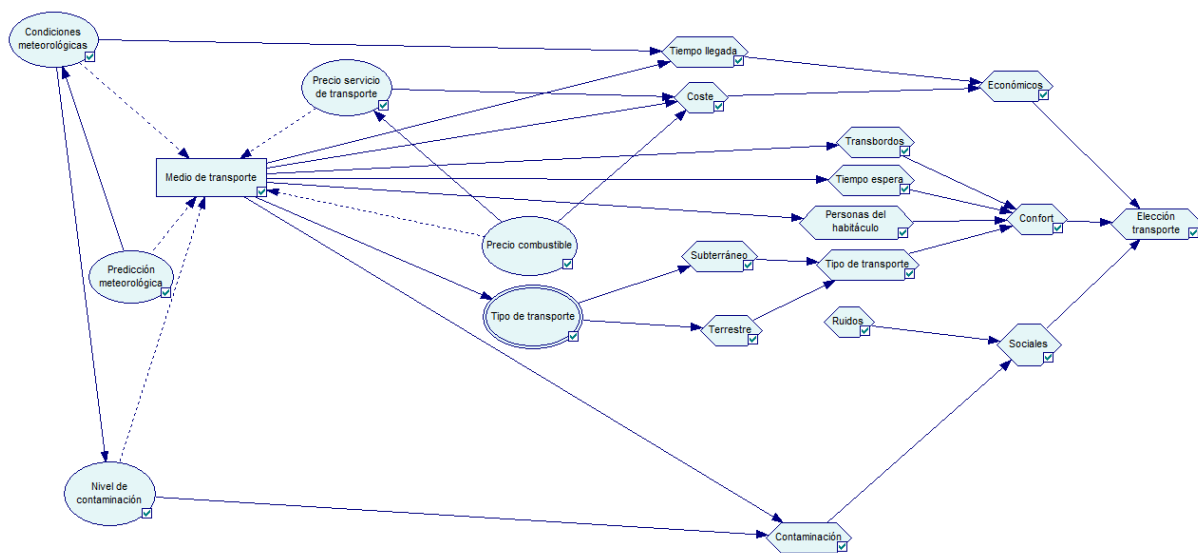 Condiciones
meteorológicas
Tiempo llegada
Precio servicio
de transporte
Económicos
Coste
Transbordos
Medio de transporte
Tiempo espera
Personas del
habitáculo
Confort
Elección
transporte
Precio combustible
Subterráneo
Tipo de transporte
Predicción
meteorológica
Tipo de transporte
Ruidos
Terrestre
Sociales
Nivel de
contaminación
Contaminación